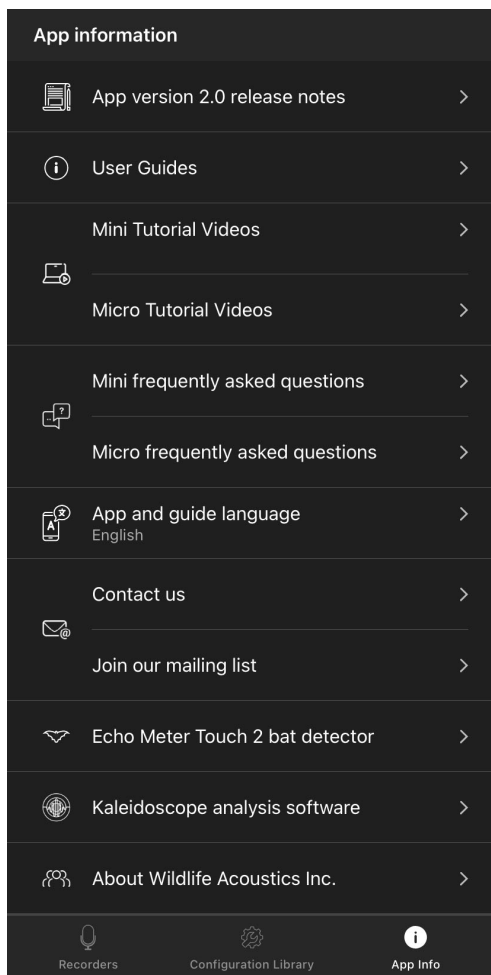 App information
App version 2.0 release notes
User Guides
Mini Tutorial Videos
Micro Tutorial Videos
Mini frequently asked questions
Micro frequently asked questions
App and guide language
English
Contact us
Join our mailing list
Echo Meter Touch 2 bat detector
Kaleidoscope analysis software
About Wildlife Acoustics Inc.
Recorders
Configuration Library
App Info